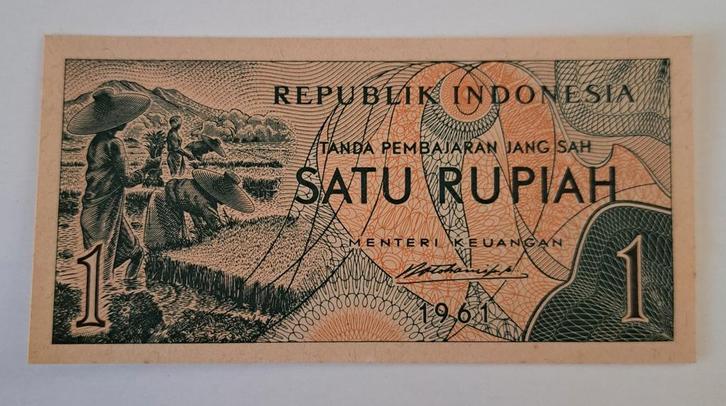 REPUBLIK INDONESIA
TANDA PEMBAJARAN JANG SAH
SATU RUPIAH
MENTERI KEUANGAN
1961
1
1